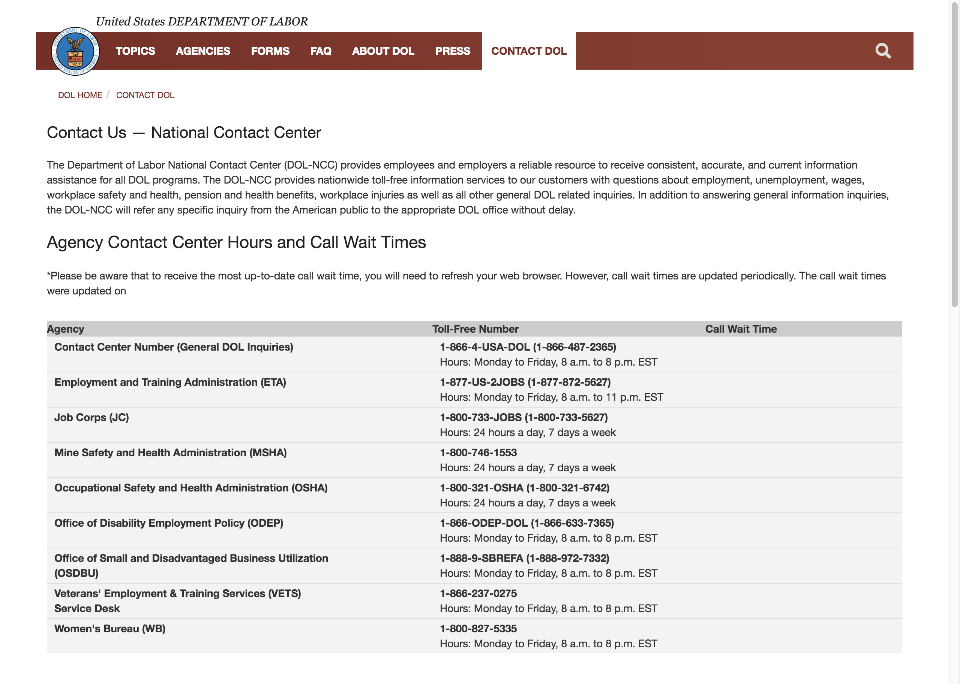 United States DEPARTMENT OF LABOR
TOPICS AGENCIES FORMS FAQ ABOUT DOL PRESS CONTACT DOL
DOL HOME / CONTACT DOL
Contact Us — National Contact Center
The Department of Labor National Contact Center (DOL-NCC) provides employees and employers a reliable resource to receive consistent, accurate, and current information
assistance for all DOL programs. The DOL-NCC provides nationwide toll-free information services to our customers with questions about employment, unemployment, wages,
workplace safety and health, pension and health benefits, workplace injuries as well as all other general DOL related inquiries. In addition to answering general information inquiries,
the DOL-NCC will refer any specific inquiry from the American public to the appropriate DOL office without delay.
Agency Contact Center Hours and Call Wait Times
*Please be aware that to receive the most up-to-date call wait time, you will need to refresh your web browser. However, call wait times are updated periodically. The call wait times
were updated on
Agency Toll-Free Number Call Wait Time
Contact Center Number (General DOL Inquiries) 1-866-4-USA-DOL (1-866-487-2365)
Hours: Monday to Friday, 8 a.m. to 8 p.m. EST
Employment and Training Administration (ETA) 1-877-US-2JOBS (1-877-872-5627)
Hours: Monday to Friday, 8 a.m. to 11 p.m. EST
Job Corps (JC) 1-800-733-JOBS (1-800-733-5627)
Hours: 24 hours a day, 7 days a week
Mine Safety and Health Administration (MSHA) 1-800-746-1553
Hours: 24 hours a day, 7 days a week
Occupational Safety and Health Administration (OSHA) 1-800-321-OSHA (1-800-321-6742)
Hours: 24 hours a day, 7 days a week
Office of Disability Employment Policy (ODEP) 1-866-ODEP-DOL (1-866-633-7365)
Hours: Monday to Friday, 8 a.m. to 8 p.m. EST
Office of Small and Disadvantaged Business Utilization 1-888-9-SBREFA (1-888-972-7332)
(OSDBU) Hours: Monday to Friday, 8 a.m. to 8 p.m. EST
Veterans' Employment & Training Services (VETS) 1-866-237-0275
Service Desk Hours: Monday to Friday, 8 a.m. to 8 p.m. EST
Women's Bureau (WB) 1-800-827-5335
Hours: Monday to Friday, 8 a.m. to 8 p.m. EST